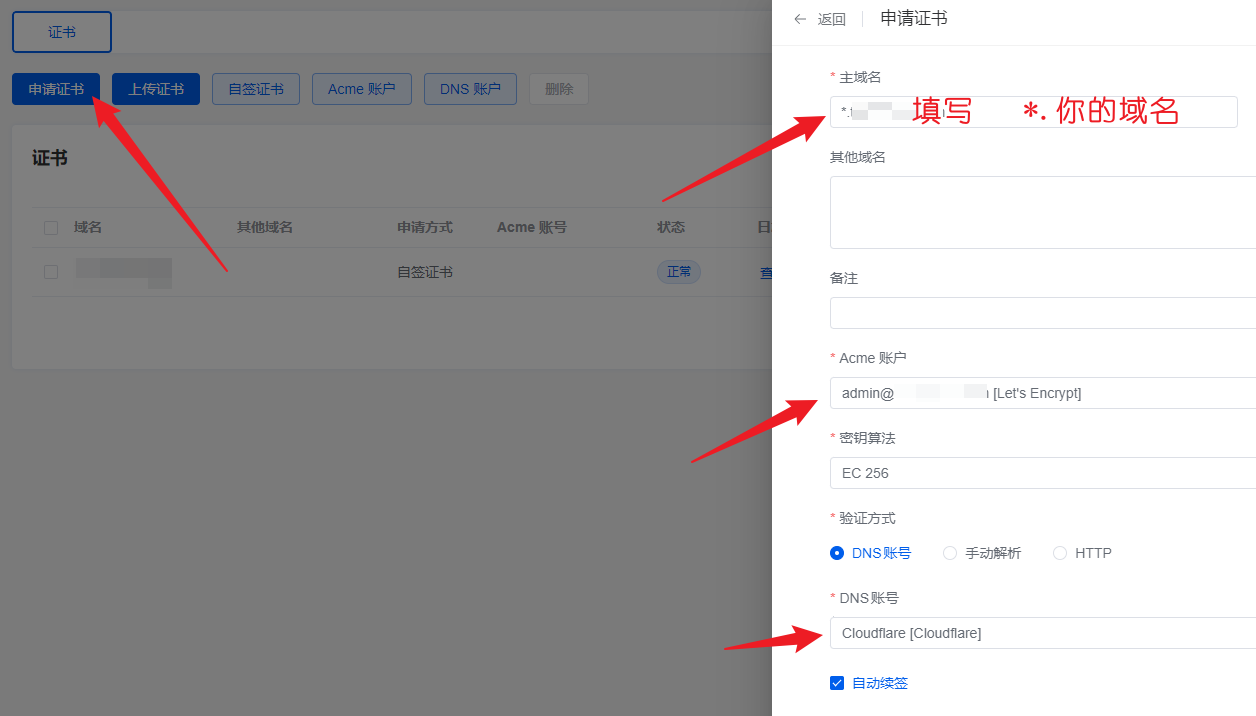 证书
申请证书 上传证书 自签证书 Acme 账户 DNS 账户 删除
证书
域名 其他域名 申请方式 Acme 账号 状态
自签证书 正常
返回 申请证书
* 主域名
*. 填写 *. 你的域名
其他域名
备注
* Acme 账户
admin@ [Let's Encrypt]
* 密钥算法
EC 256
* 验证方式
DNS账号 手动解析 HTTP
* DNS账号
Cloudflare [Cloudflare]
自动续签